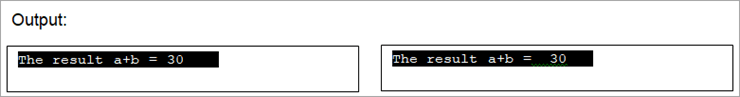 Output:
The result a+b = 30
The result a+b =  30